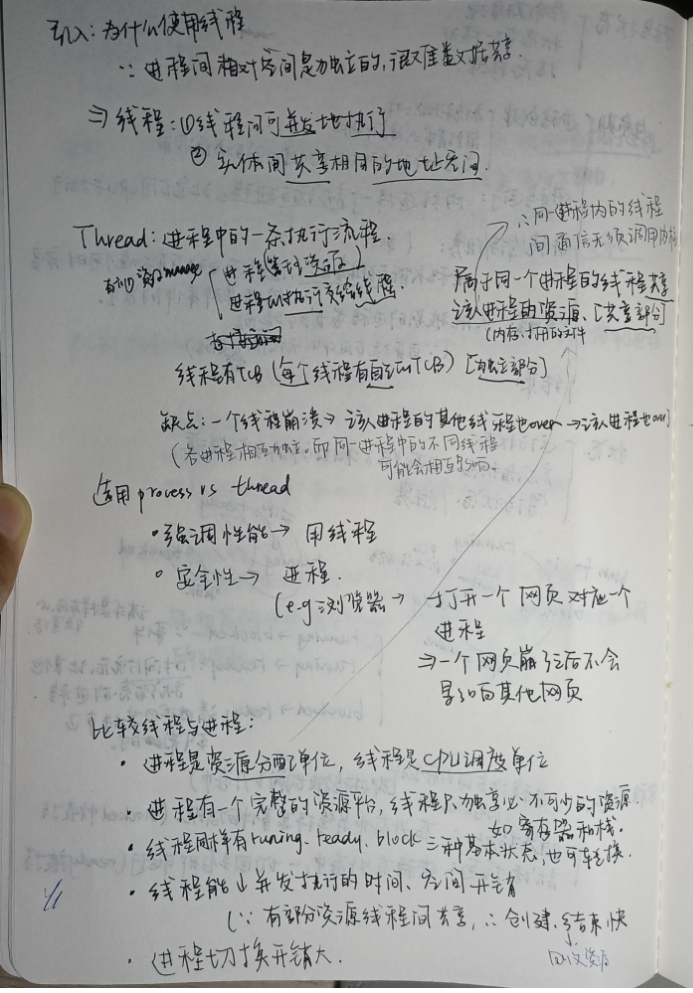 引入:为什么使用线程
∵ 进程间相对空间是独立的,很难数据共享.
⇒ 线程:①线程间可并发地执行
② 实体间共享相同的地址空间.
Thread:进程中的一条执行流程.
∴同一进程内的线程
间通信无须调用内核
进程(管理资源)
进程的执行交给线程
属于同一个进程的线程共享
该进程的资源. [共享部分]
(内存.打开的文件
线程有TCB (每个线程有自己的TCB) [独立部分]
缺点:一个线程崩溃→该进程的其他线程也over→该进程也over
(各进程相互独立.而同一进程中的不同线程
可能会相互影响.
适用process vs thread
•强调性能→ 用线程
• 安全性→ 进程.
(e.g:浏览器→ 打开一个网页对应一个
进程
⇒一个网页崩了之后不会
影响其他网页
比较线程与进程:
• 进程是资源分配单位,线程是CPU调度单位
• 进程有一个完整的资源平台,线程只独享必不可少的资源.
如寄存器和栈.
• 线程同样有runing、ready、block三种基本状态,也可转换.
• 线程能↓并发执行的时间、空间开销
(∵ 有部分资源线程间共享,∴ 创建、结束快
↓
回收资源
• 进程切换开销大.